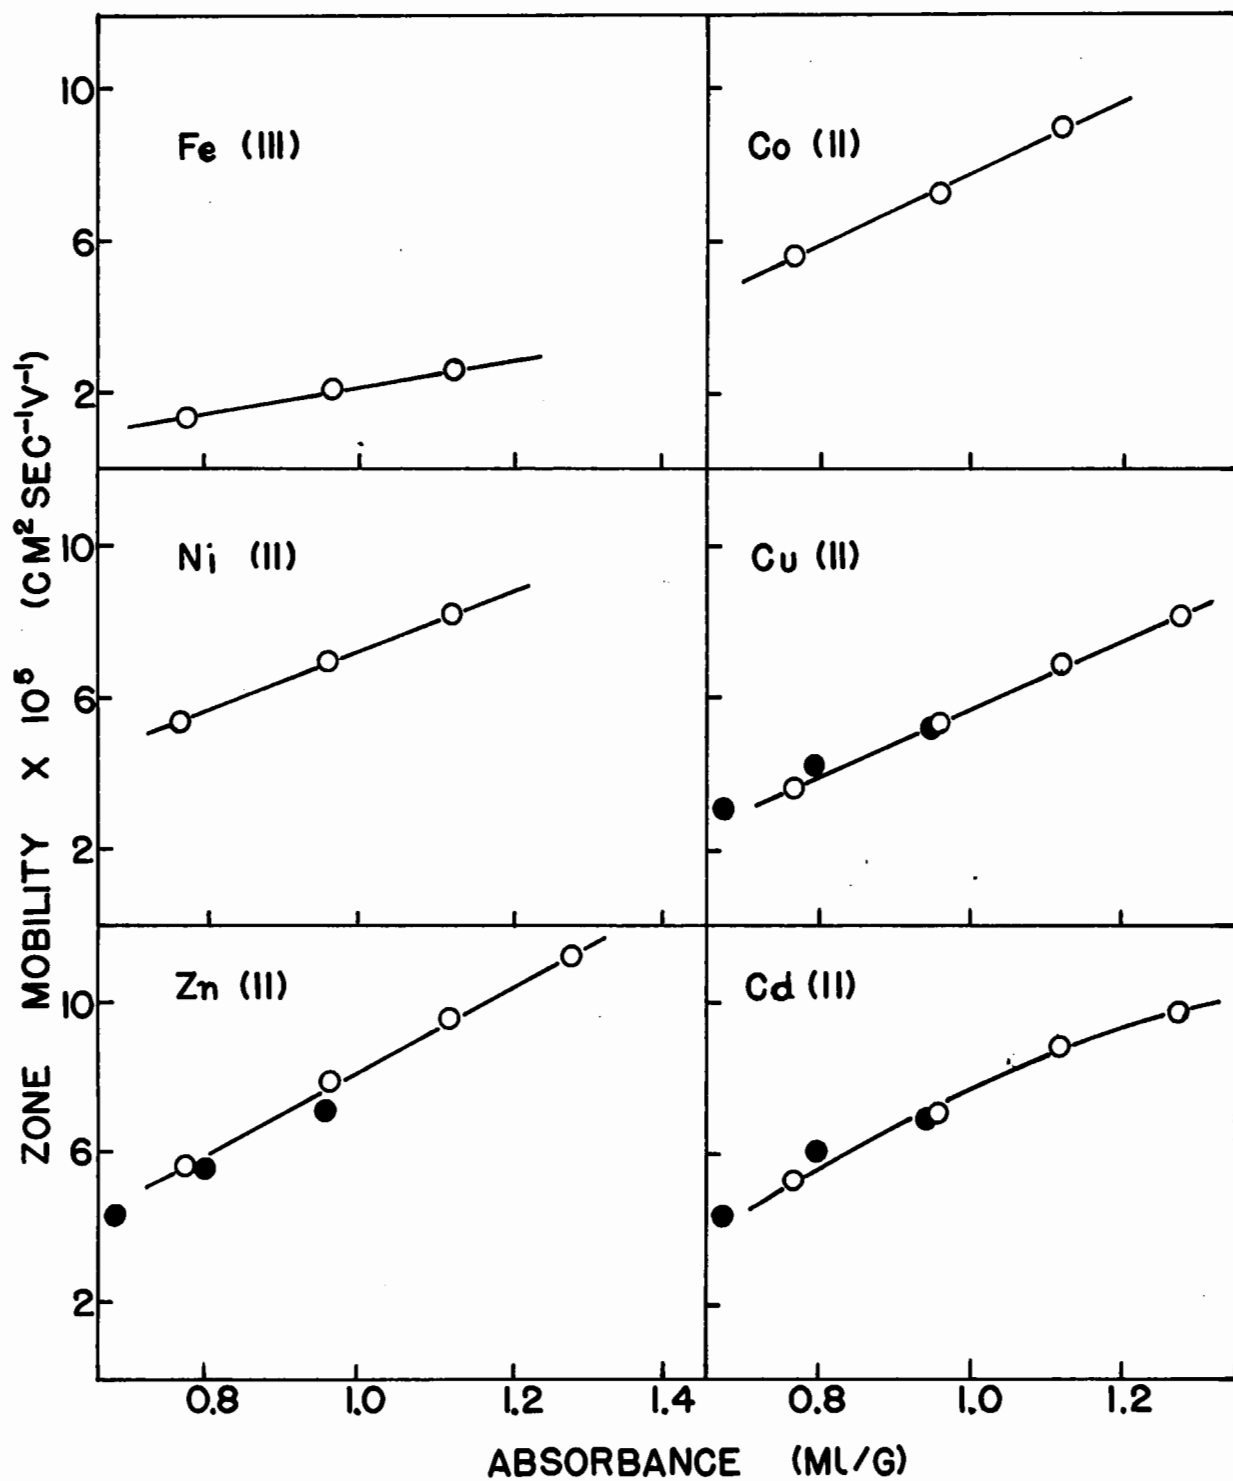 ZONE MOBILITY X 10⁵ (CM² SEC⁻¹V⁻¹)
10
6
2
Fe (III)
Co (II)
10
6
2
Ni (II)
Cu (II)
10
6
2
Zn (II)
Cd (II)
0.8 1.0 1.2 1.4 0.8 1.0 1.2
ABSORBANCE (Ml/G)